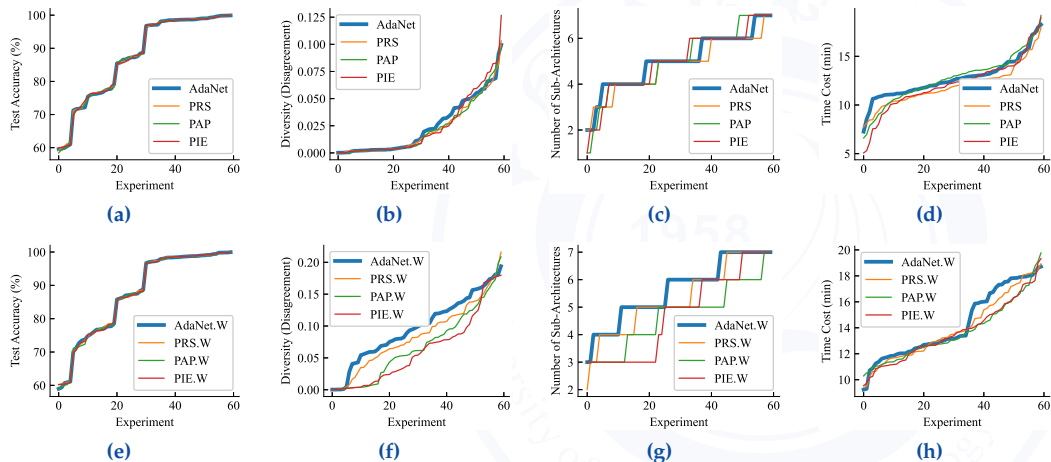 Test Accuracy (%)
100
90
80
70
60
0 20 40 60
Experiment
AdaNet
PRS
PAP
PIE
(a)
Diversity (Disagreement)
0.125
0.100
0.075
0.050
0.025
0.000
0 20 40 60
Experiment
AdaNet
PRS
PAP
PIE
(b)
Number of Sub-Architectures
6
4
2
0 20 40 60
Experiment
AdaNet
PRS
PAP
PIE
(c)
Time Cost (min)
15
10
5
0 20 40 60
Experiment
AdaNet
PRS
PAP
PIE
(d)
Test Accuracy (%)
100
90
80
70
60
0 20 40 60
Experiment
AdaNet.W
PRS.W
PAP.W
PIE.W
(e)
Diversity (Disagreement)
0.20
0.15
0.10
0.05
0.00
0 20 40 60
Experiment
AdaNet.W
PRS.W
PAP.W
PIE.W
(f)
Number of Sub-Architectures
7
6
5
4
3
2
0 20 40 60
Experiment
AdaNet.W
PRS.W
PAP.W
PIE.W
(g)
Time Cost (min)
20
18
16
14
12
10
0 20 40 60
Experiment
AdaNet.W
PRS.W
PAP.W
PIE.W
(h)
1958